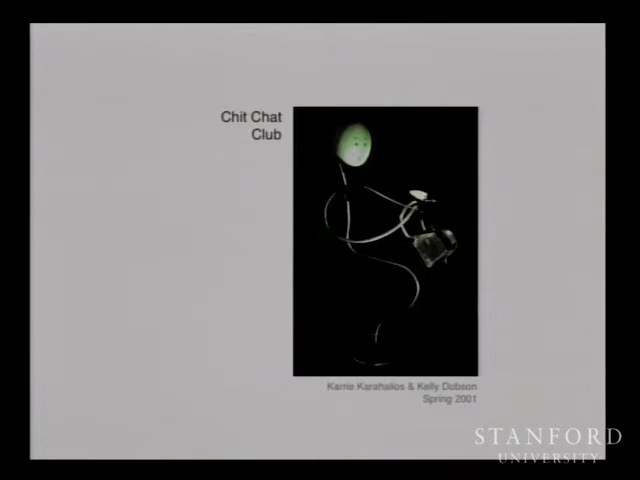 Chit Chat
Club
Karrie Karahalios & Kelly Dobson
Spring 2001
STANFORD
UNIVERSITY